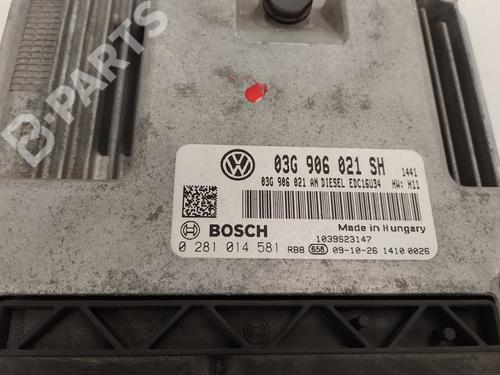 B-PARTS
03G 906 021 SH 1441
03G 906 021 AN DIESEL EDC16U34 HW: H11
BOSCH
Made in Hungary
1039S23147
0 281 014 581 RBB 656 09-10-26 1410 0026